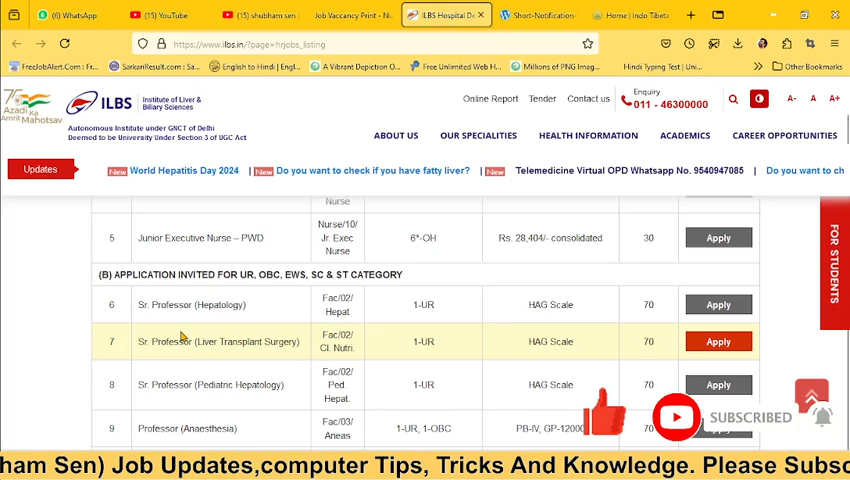 (6) WhatsApp
(15) YouTube
(15) shubham sen
Job Vaccancy Print - Nu
ILBS Hospital De
Short-Notification-
Home | Indo Tibeta
https://www.ilbs.in/?page=hrjobs_listing
FreeJobAlert.Com : Fre...
SarkariResult.com : Sa...
English to Hindi | Engl...
A Vibrant Depiction O...
Free Unlimited Web H...
Millions of PNG Imag...
Hindi Typing Test | Uni...
Other Bookmarks
75
Azadi Ka
Amrit Mahotsav
ILBS
Institute of Liver &
Biliary Sciences
Autonomous Institute under GNCT of Delhi
Deemed to be University Under Section 3 of UGC Act
Online Report
Tender
Contact us
Enquiry
011 - 46300000
A-
A
A+
ABOUT US
OUR SPECIALITIES
HEALTH INFORMATION
ACADEMICS
CAREER OPPORTUNITIES
Updates
New World Hepatitis Day 2024 |
New Do you want to check if you have fatty liver? |
New Telemedicine Virtual OPD Whatsapp No. 9540947085 |
Do you want to ch
Nurse
5 Junior Executive Nurse – PWD
Nurse/10/
Jr. Exec
Nurse
6*-OH
Rs. 28,404/- consolidated
30
Apply
(B) APPLICATION INVITED FOR UR, OBC, EWS, SC & ST CATEGORY
6 Sr. Professor (Hepatology)
Fac/02/
Hepat
1-UR
HAG Scale
70
Apply
7 Sr. Professor (Liver Transplant Surgery)
Fac/02/
Cl. Nutri.
1-UR
HAG Scale
70
Apply
8 Sr. Professor (Pediatric Hepatology)
Fac/02/
Ped.
Hepat.
1-UR
HAG Scale
70
Apply
9 Professor (Anaesthesia)
Fac/03/
Aneas
1-UR, 1-OBC
PB-IV, GP-12000
70
FOR STUDENTS
SUBSCRIBED
ham Sen) Job Updates,computer Tips, Tricks And Knowledge. Please Subsc